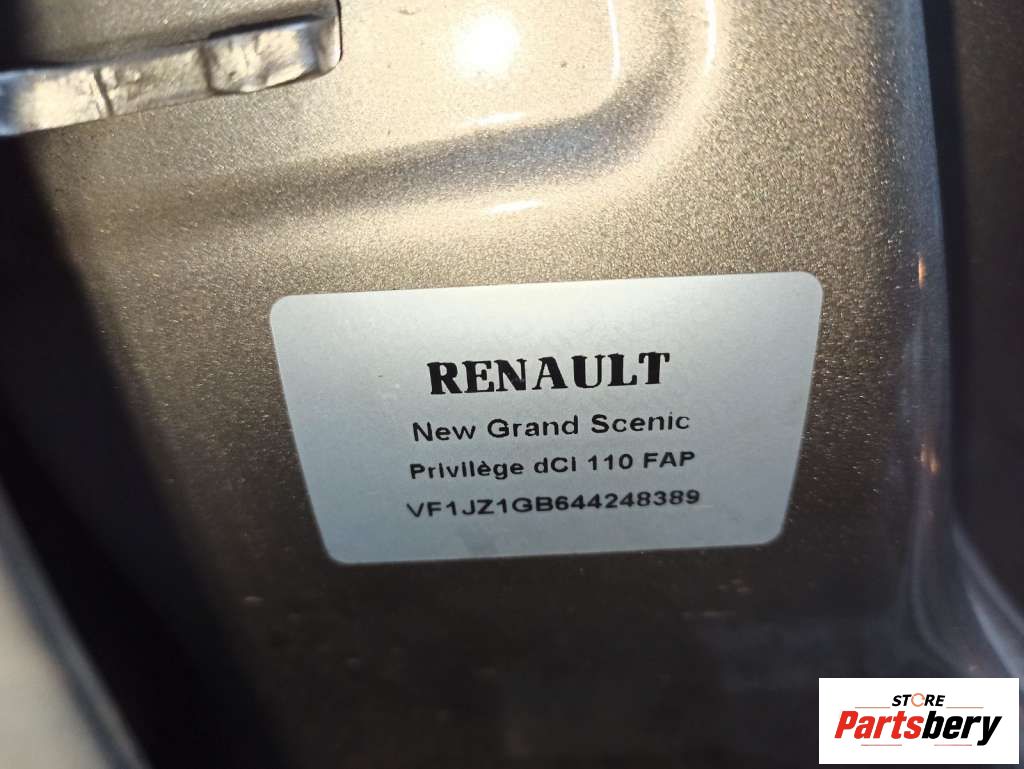 RENAULT
New Grand Scenic
Privilège dCi 110 FAP
VF1JZ1GB644248389
STORE
Partsbery